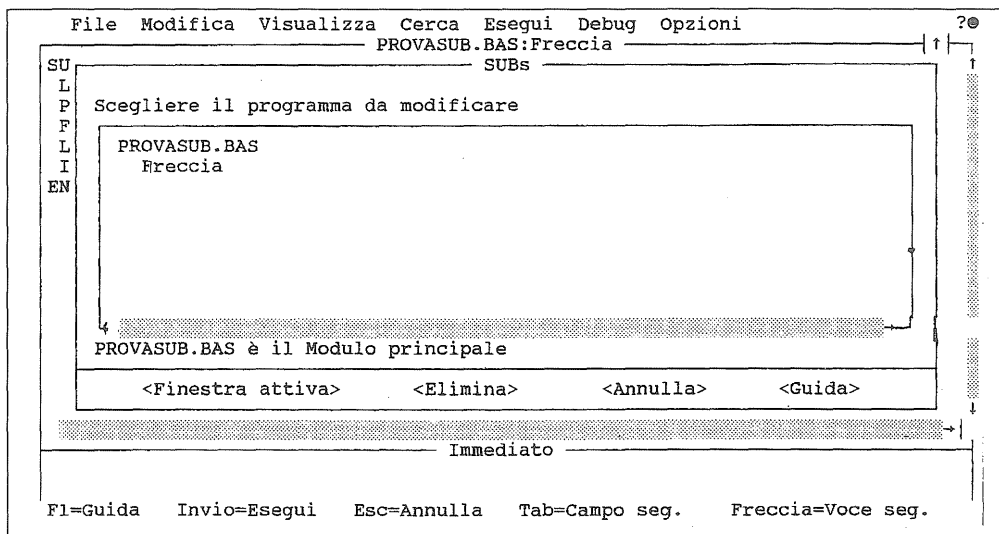 File Modifica Visualizza Cerca Esegui Debug Opzioni ?
PROVASUB.BAS:Freccia ↑
SU SUBs ↑
L
P Scegliere il programma da modificare
F
L PROVASUB.BAS
I Freccia
EN
PROVASUB.BAS è il Modulo principale
<Finestra attiva> <Elimina> <Annulla> <Guida>
Immediato
F1=Guida Invio=Esegui Esc=Annulla Tab=Campo seg. Freccia=Voce seg.